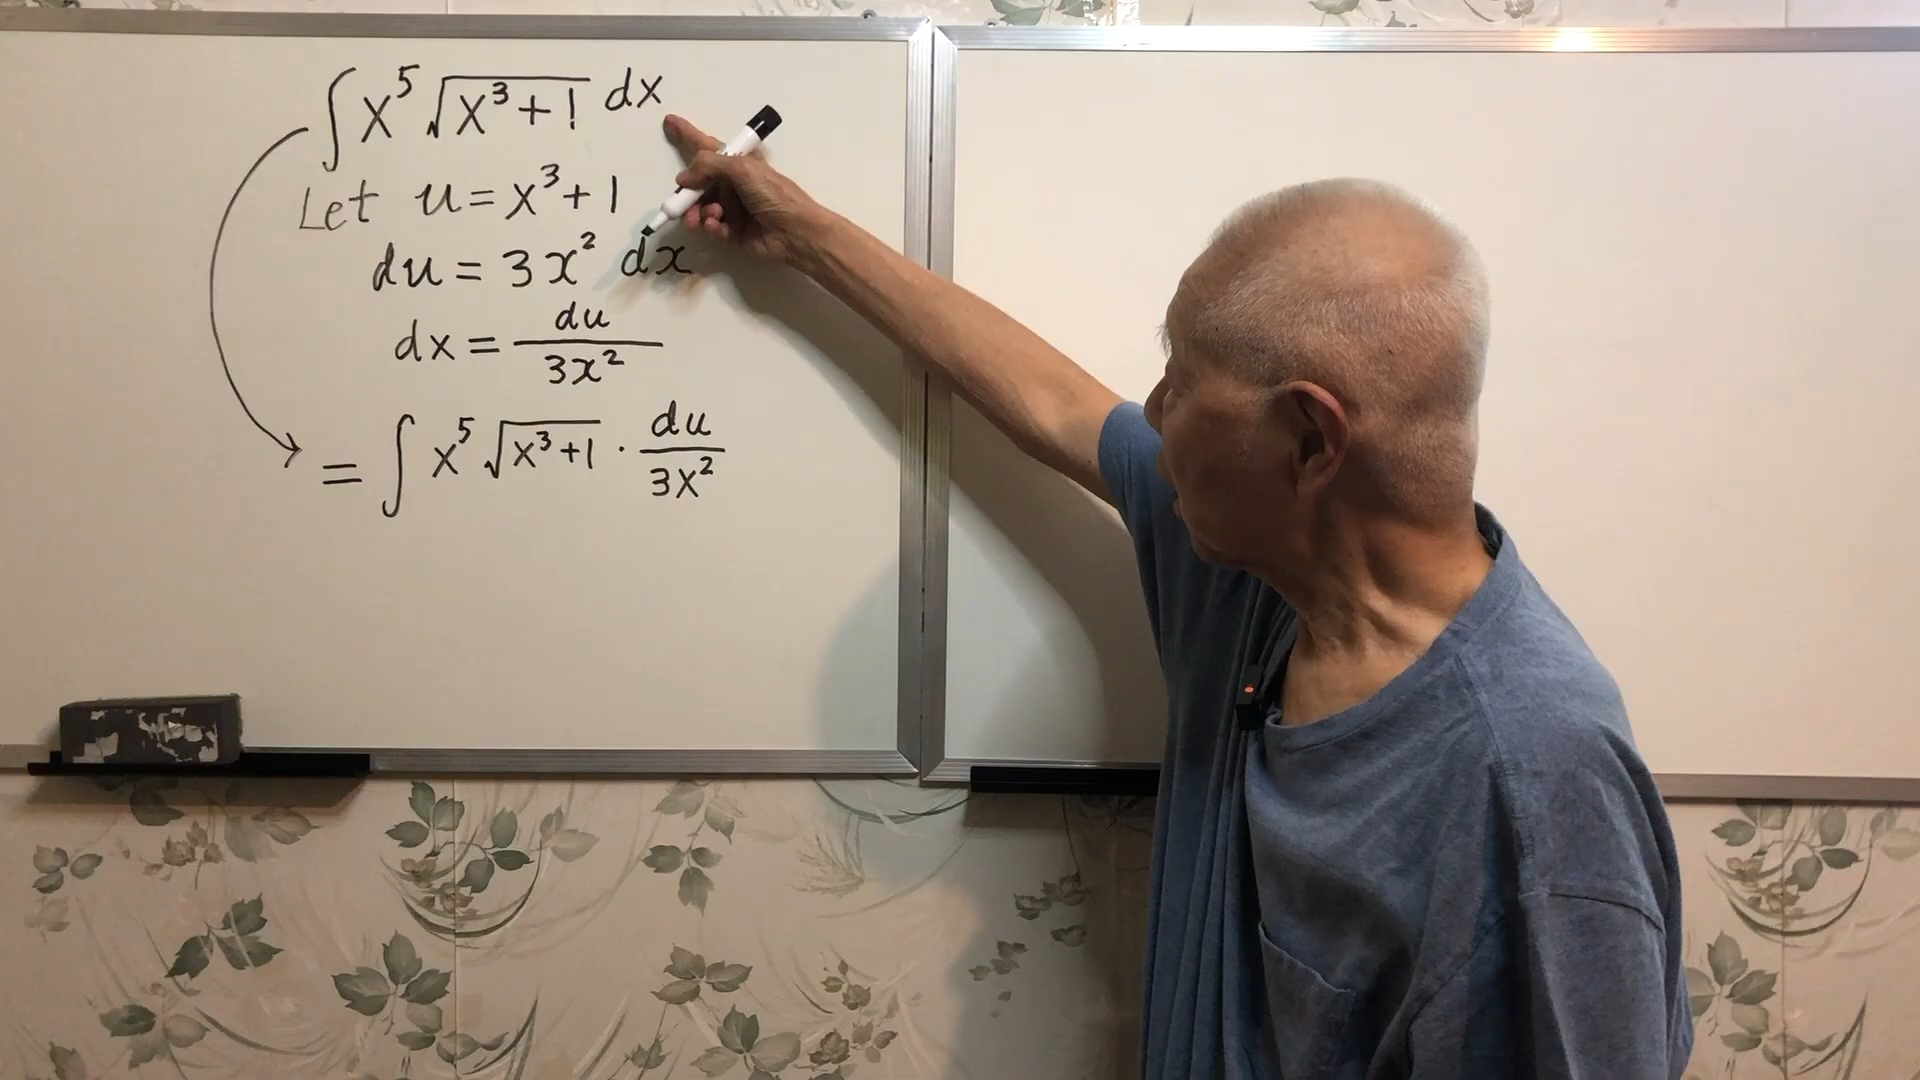 ∫ x⁵ √(x³+1) dx
Let u = x³ + 1
du = 3x² dx
dx = du / 3x²
= ∫ x⁵ √(x³+1) · du / 3x²